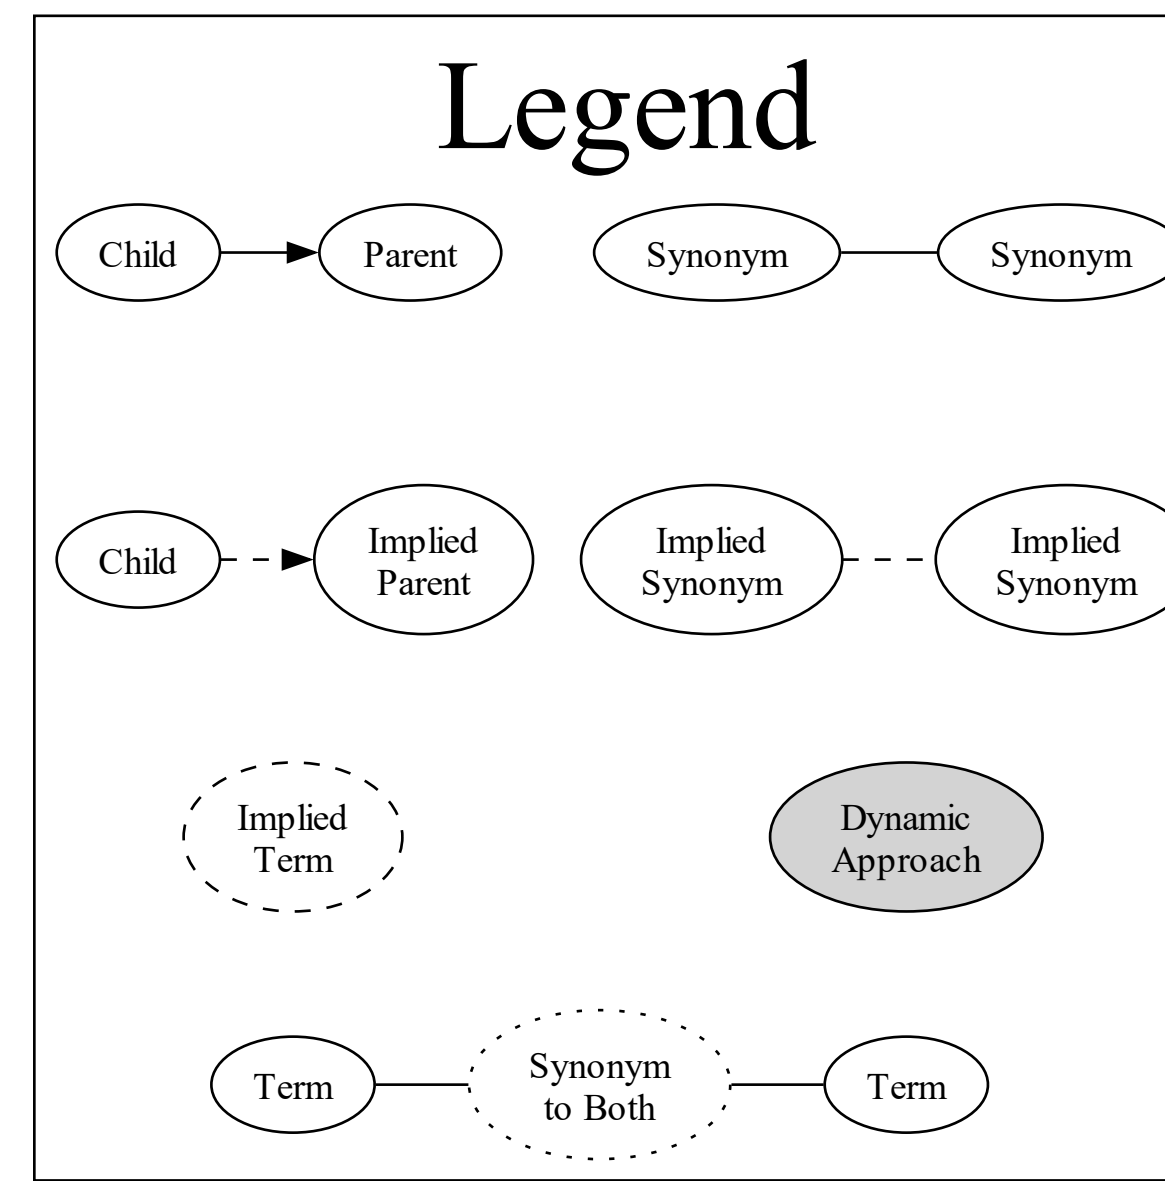 Legend
Child
Parent
Synonym
Synonym
Child
Implied
Parent
Implied
Synonym
Implied
Synonym
Implied
Term
Dynamic
Approach
Term
Synonym
to Both
Term